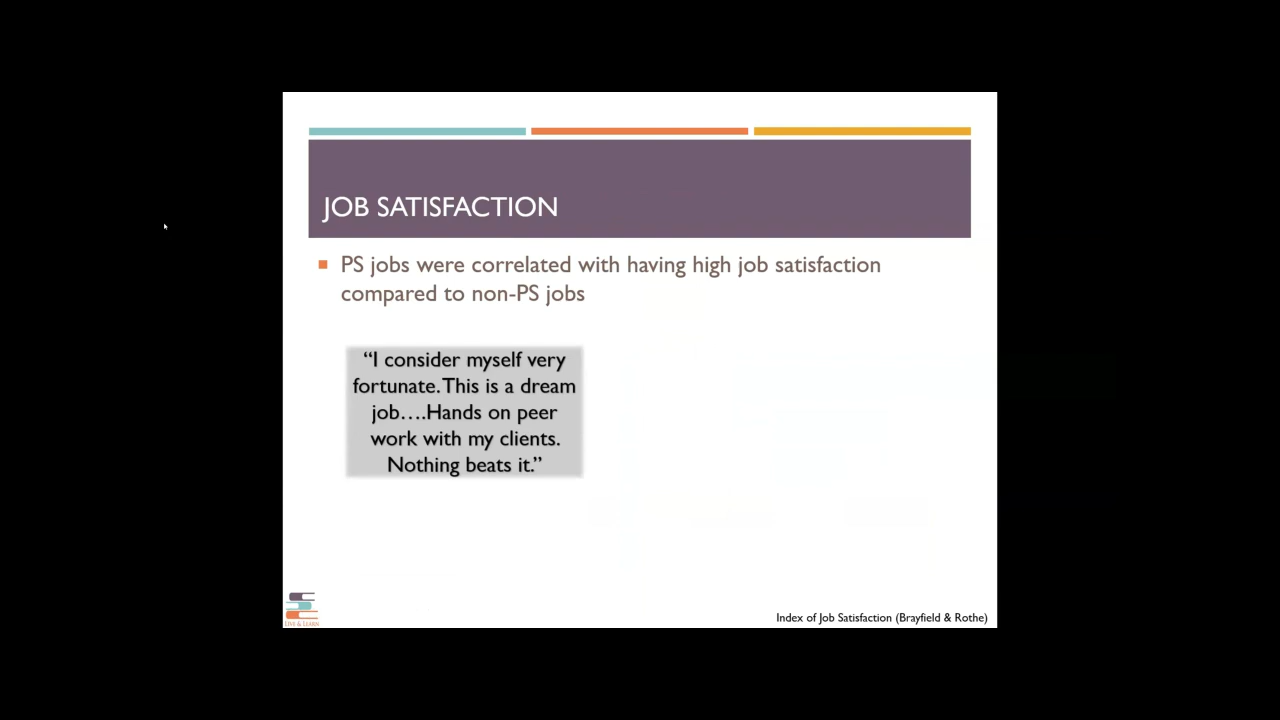 JOB SATISFACTION
PS jobs were correlated with having high job satisfaction
compared to non-PS jobs
“I consider myself very
fortunate. This is a dream
job….Hands on peer
work with my clients.
Nothing beats it.”
LIVE & LEARN
Index of Job Satisfaction (Brayfield & Rothe)